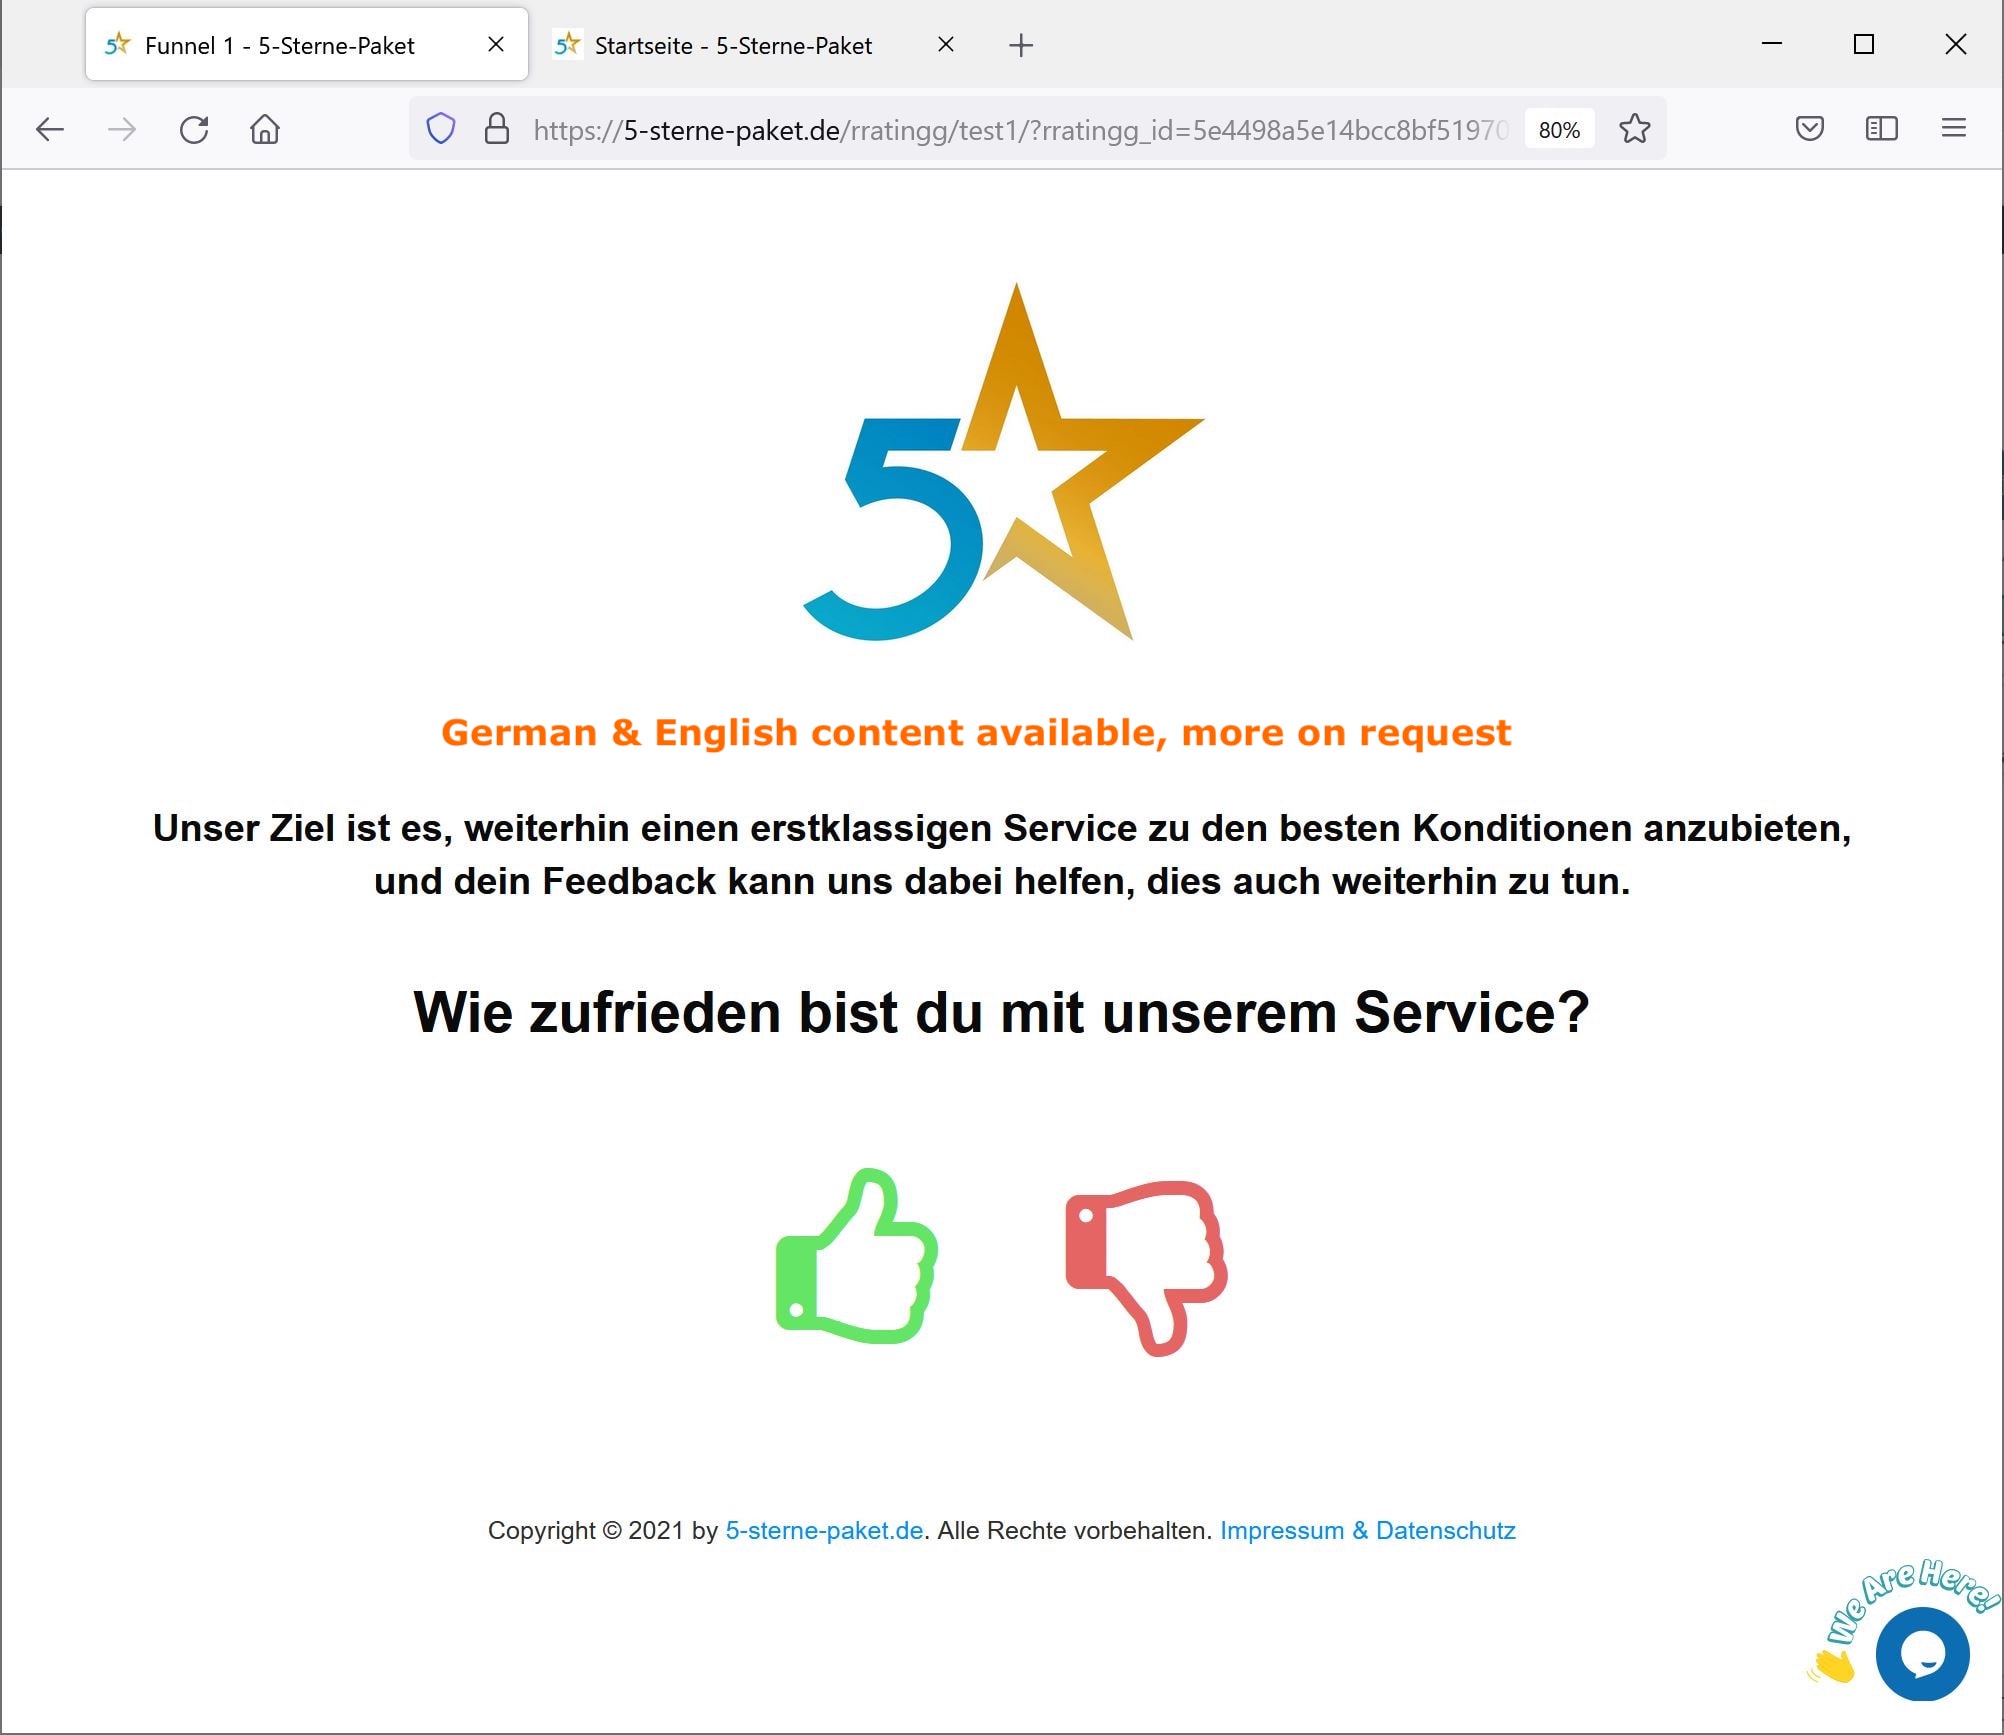 Funnel 1 - 5-Sterne-Paket
Startseite - 5-Sterne-Paket
https://5-sterne-paket.de/rratingg/test1/?rratingg_id=5e4498a5e14bcc8bf51970
80%
5
German & English content available, more on request
Unser Ziel ist es, weiterhin einen erstklassigen Service zu den besten Konditionen anzubieten,
und dein Feedback kann uns dabei helfen, dies auch weiterhin zu tun.
Wie zufrieden bist du mit unserem Service?
Copyright © 2021 by 5-sterne-paket.de. Alle Rechte vorbehalten. Impressum & Datenschutz
We Are Here!